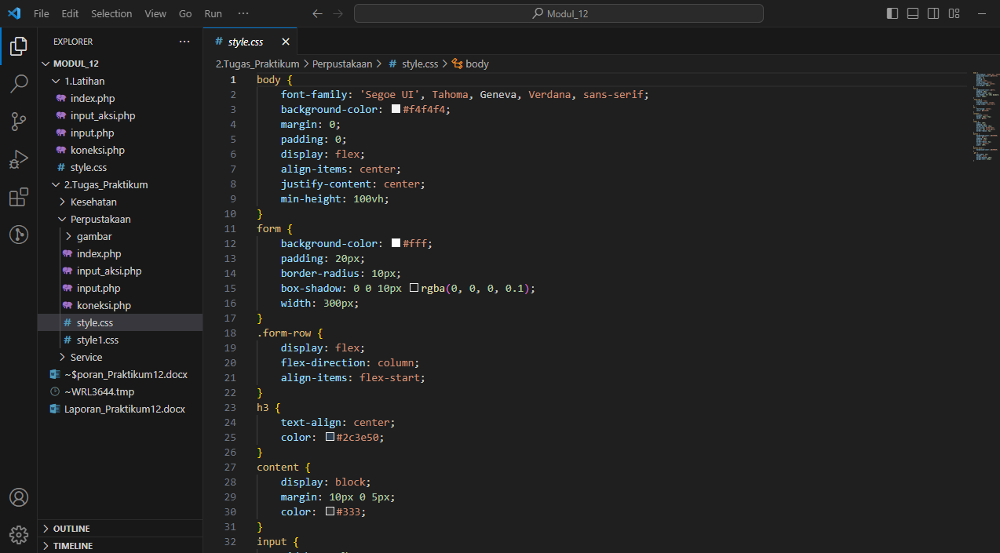 File Edit Selection View Go Run ···
Modul_12
EXPLORER
MODUL_12
1.Latihan
index.php
input_aksi.php
input.php
koneksi.php
# style.css
2.Tugas_Praktikum
Kesehatan
Perpustakaan
gambar
index.php
input_aksi.php
input.php
koneksi.php
# style.css
# style1.css
Service
~$poran_Praktikum12.docx
~WRL3644.tmp
Laporan_Praktikum12.docx
OUTLINE
TIMELINE
# style.css
2.Tugas_Praktikum > Perpustakaan > # style.css > body
1 body {
2 font-family: 'Segoe UI', Tahoma, Geneva, Verdana, sans-serif;
3 background-color: #f4f4f4;
4 margin: 0;
5 padding: 0;
6 display: flex;
7 align-items: center;
8 justify-content: center;
9 min-height: 100vh;
10 }
11 form {
12 background-color: #fff;
13 padding: 20px;
14 border-radius: 10px;
15 box-shadow: 0 0 10px rgba(0, 0, 0, 0.1);
16 width: 300px;
17 }
18 .form-row {
19 display: flex;
20 flex-direction: column;
21 align-items: flex-start;
22 }
23 h3 {
24 text-align: center;
25 color: #2c3e50;
26 }
27 content {
28 display: block;
29 margin: 10px 0 5px;
30 color: #333;
31 }
32 input {